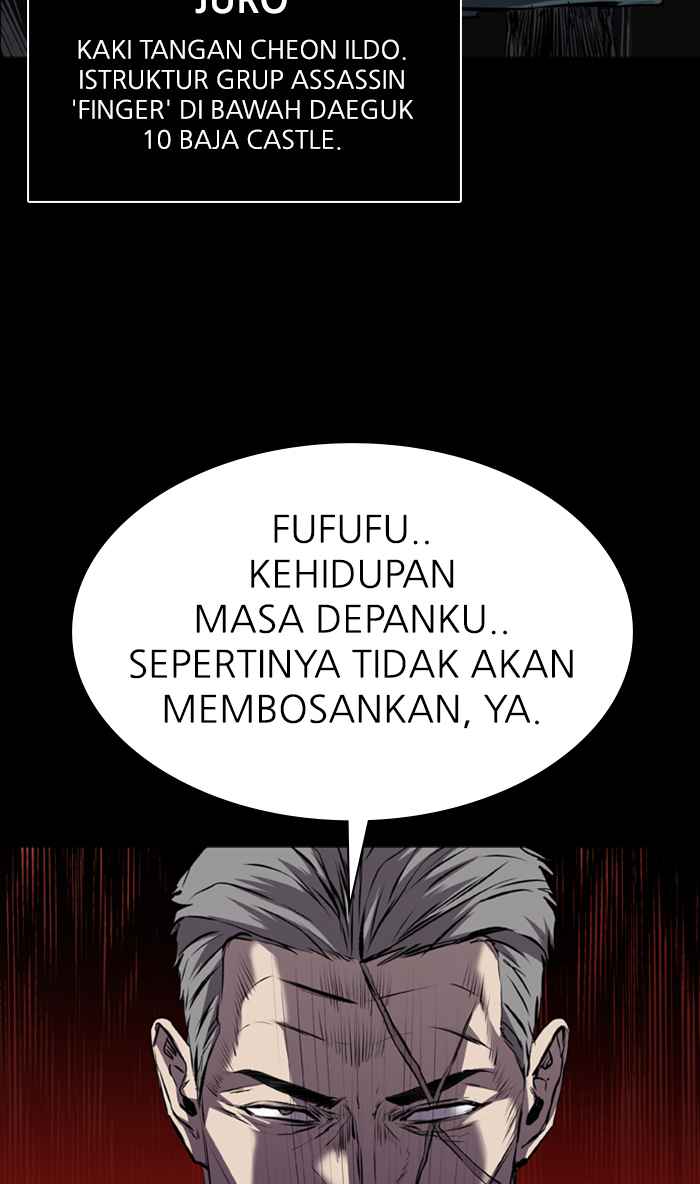 JURO
KAKI TANGAN CHEON ILDO.
ISTRUKTUR GRUP ASSASSIN
'FINGER' DI BAWAH DAEGUK
10 BAJA CASTLE.
FUFUFU..
KEHIDUPAN
MASA DEPANKU..
SEPERTINYA TIDAK AKAN
MEMBOSANKAN, YA.